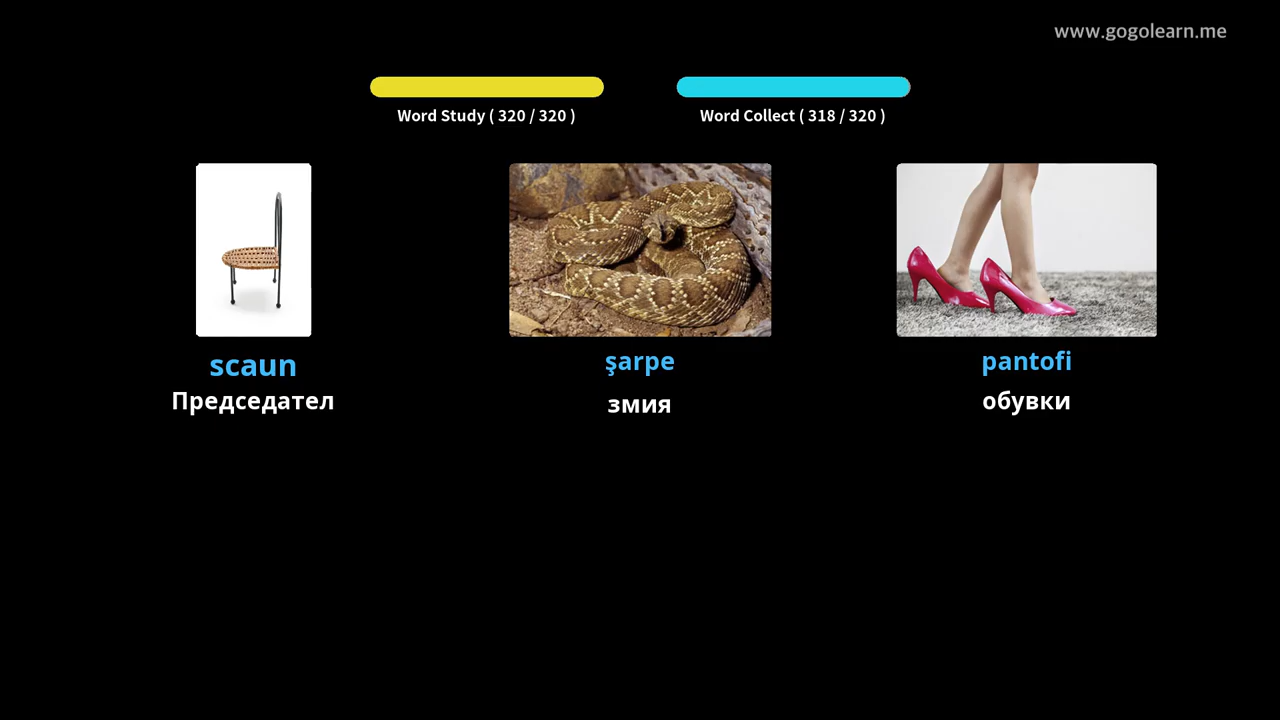 www.gogolearn.me
Word Study ( 320 / 320 )
Word Collect ( 318 / 320 )
scaun
şarpe
pantofi
Председател
змия
обувки